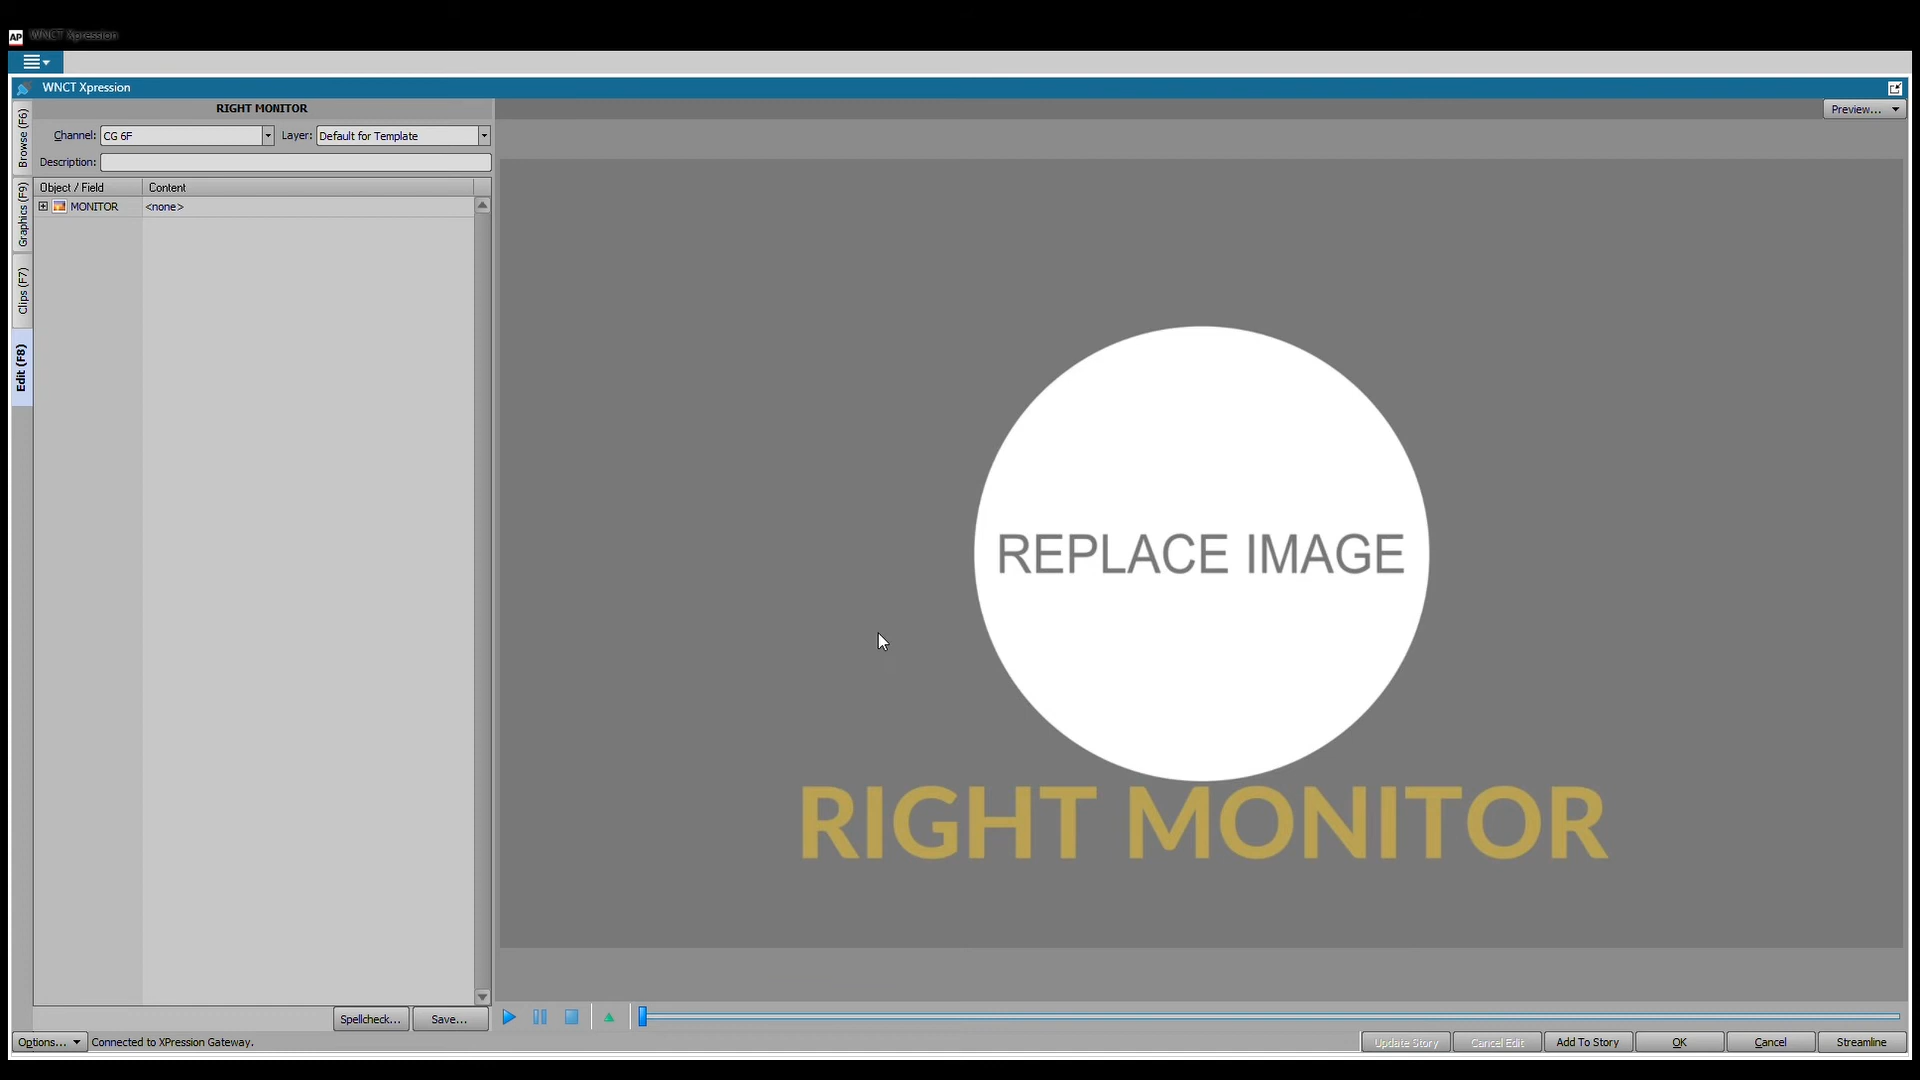 AP WNCT Xpression
WNCT Xpression
RIGHT MONITOR
Preview...
Channel: CG 6F Layer: Default for Template
Description:
Browse (F6)
Graphics (F9)
Clips (F7)
Edit (F8)
Object / Field Content
MONITOR <none>
REPLACE IMAGE
RIGHT MONITOR
Spellcheck... Save...
Options... Connected to XPression Gateway. Update Story Cancel Edit Add To Story OK Cancel Streamline